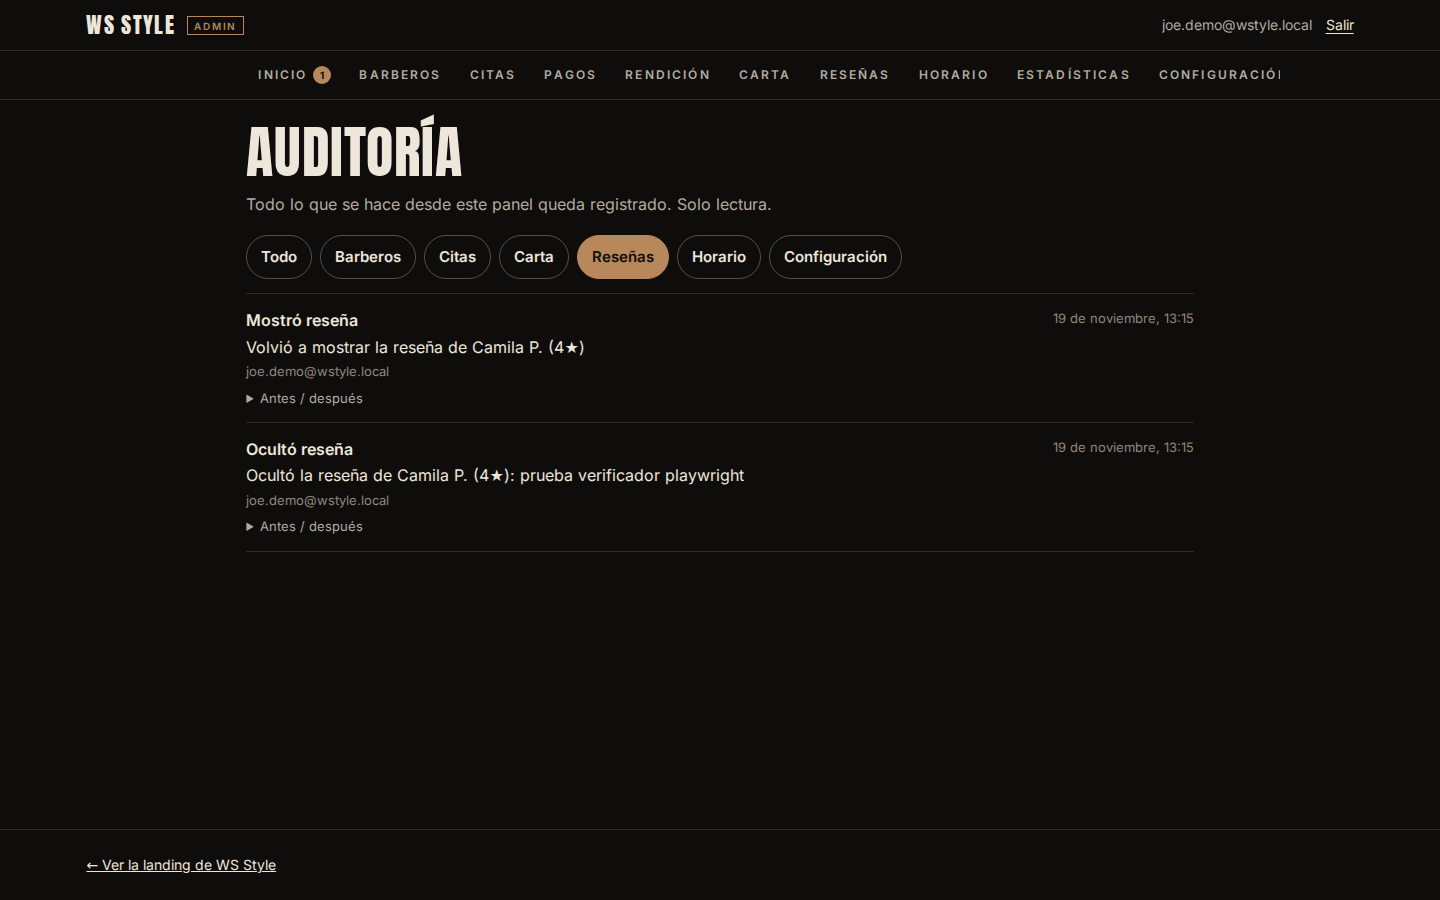 WS STYLE ADMIN joe.demo@wstyle.local Salir
INICIO 1 BARBEROS CITAS PAGOS RENDICIÓN CARTA RESEÑAS HORARIO ESTADÍSTICAS CONFIGURACIÓ
AUDITORÍA
Todo lo que se hace desde este panel queda registrado. Solo lectura.
Todo Barberos Citas Carta Reseñas Horario Configuración
Mostró reseña 19 de noviembre, 13:15
Volvió a mostrar la reseña de Camila P. (4★)
joe.demo@wstyle.local
▶ Antes / después
Ocultó reseña 19 de noviembre, 13:15
Ocultó la reseña de Camila P. (4★): prueba verificador playwright
joe.demo@wstyle.local
▶ Antes / después
← Ver la landing de WS Style